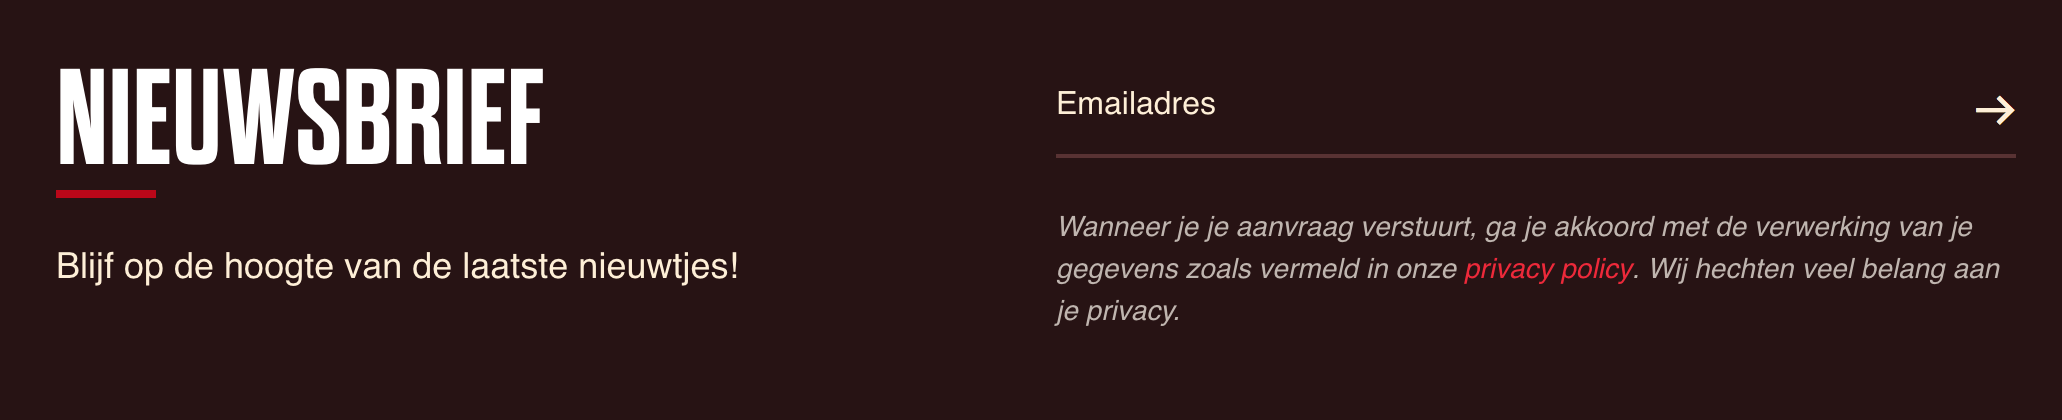 NIEUWSBRIEF
Blijf op de hoogte van de laatste nieuwtjes!
Emailadres
Wanneer je je aanvraag verstuurt, ga je akkoord met de verwerking van je
gegevens zoals vermeld in onze privacy policy. Wij hechten veel belang aan
je privacy.